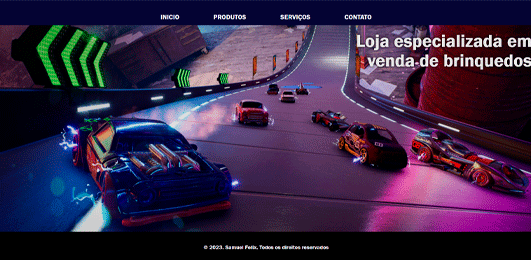 INICIO PRODUTOS SERVIÇOS CONTATO
Loja especializada em
venda de brinquedos
© 2023. Samuel Felix, Todos os direitos reservados